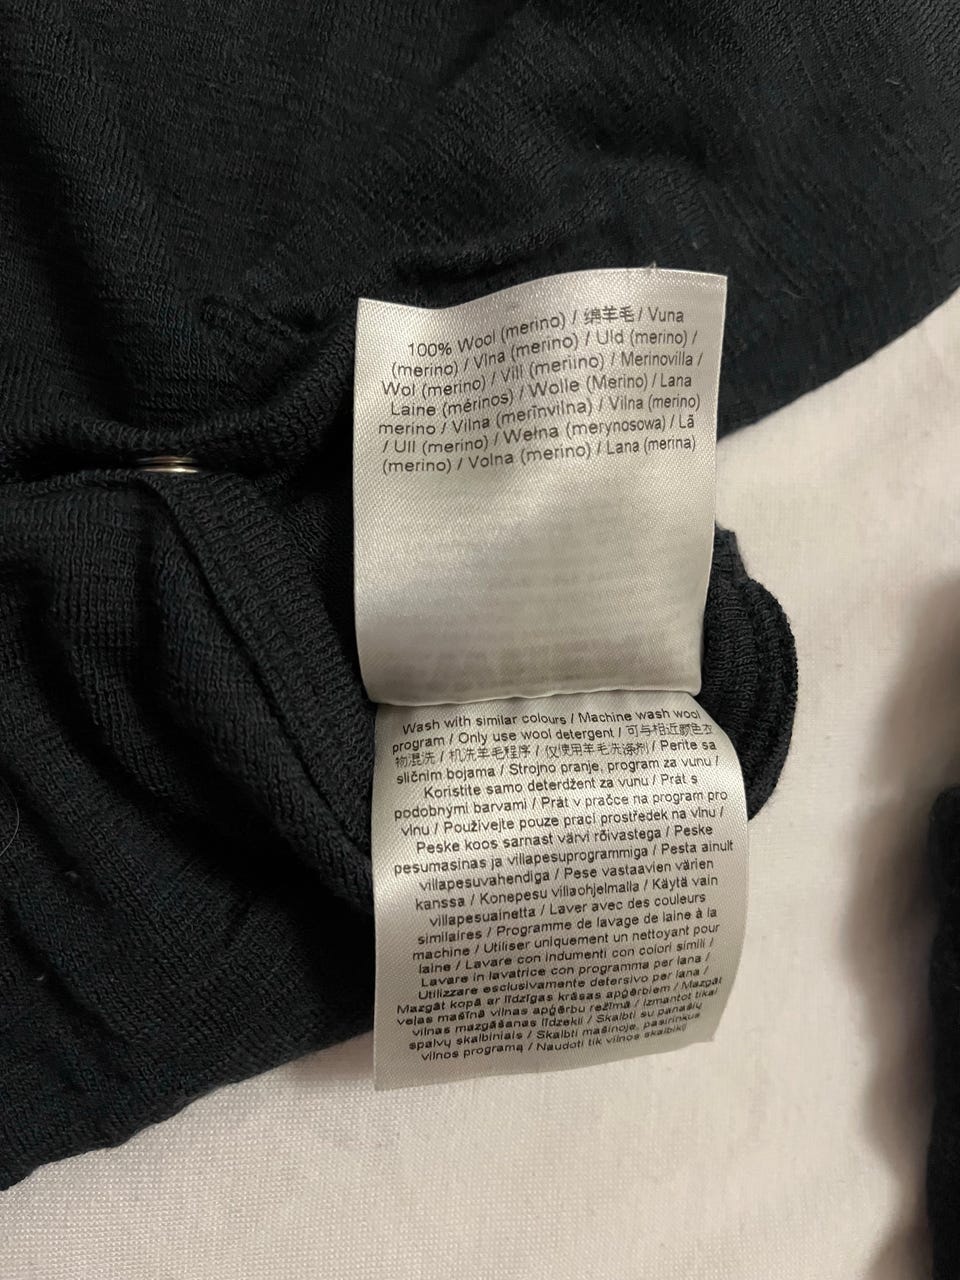 100% Wool (merino) / 绵羊毛 / Vuna
(merino) / Vlna (merino) / Uld (merino) /
Wol (merino) / Vill (meriino) / Merinovilla /
Laine (mérinos) / Wolle (Merino) / Lana
merino / Vilna (merīnvilna) / Vilna (merino)
/ Ull (merino) / Wełna (merynosowa) / Lã
(merino) / Volna (merino) / Lana (merina)
Wash with similar colours / Machine wash wool
program / Only use wool detergent / 可与相近颜色衣
物混洗 / 机洗羊毛程序 / 仅使用羊毛洗涤剂 / Perite sa
sličnim bojama / Strojno pranje, program za vunu /
Koristite samo deterdžent za vunu / Prát s
podobnými barvami / Prát v pračce na program pro
vlnu / Používejte pouze prací prostředek na vlnu /
Peske koos sarnast värvi rõivastega / Peske
pesumasinas ja villapesuprogrammiga / Pesta ainult
villapesuvahendiga / Pese vastaavien värien
kanssa / Konepesu villaohjelmalla / Käytä vain
villapesuainetta / Laver avec des couleurs
similaires / Programme de lavage de laine à la
machine / Utiliser uniquement un nettoyant pour
laine / Lavare con indumenti con colori simili /
Lavare in lavatrice con programma per lana /
Utilizzare esclusivamente detersivo per lana /
Mazgāt kopā ar līdzīgas krāsas apģērbiem / Mazgāt
veļas mašīnā vilnas apģērbu režīmā / Izmantot tikai
vilnas mazgāšanas līdzekli / Skalbti su panašių
spalvų skalbiniais / Skalbti mašinoje, pasirinkus
vilnos programą / Naudoti tik vilnos skalbiklį